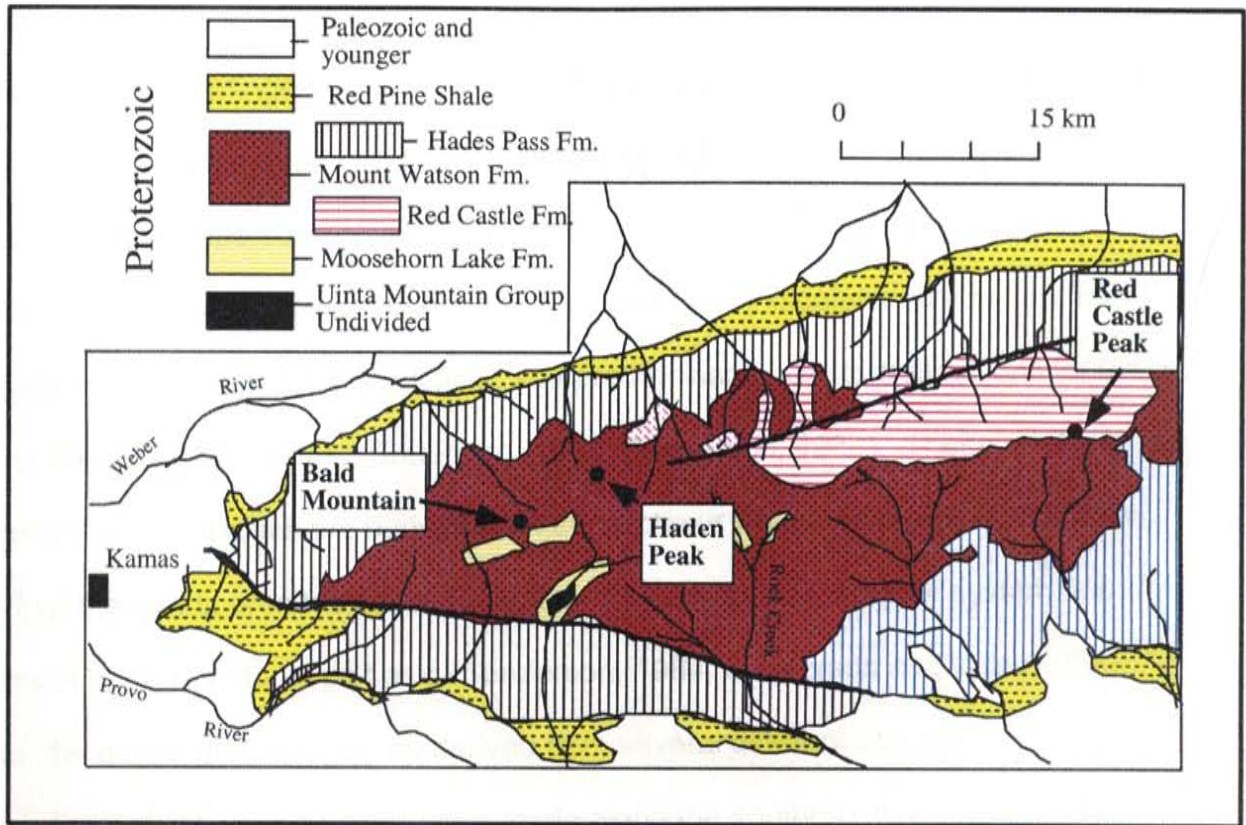 Proterozoic
Paleozoic and
younger
Red Pine Shale
Hades Pass Fm.
Mount Watson Fm.
Red Castle Fm.
Moosehorn Lake Fm.
Uinta Mountain Group
Undivided
0 15 km
Red
Castle
Peak
River
Weber
Bald
Mountain
Haden
Peak
Kamas
Rock Creek
Provo
River